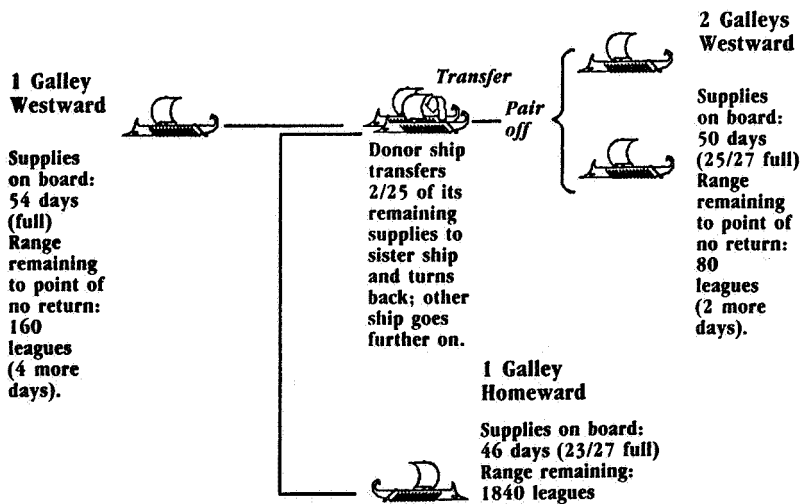 1 Galley
Westward
Supplies
on board:
54 days
(full)
Range
remaining
to point of
no return:
160
leagues
(4 more
days).
Transfer
Donor ship
transfers
2/25 of its
remaining
supplies to
sister ship
and turns
back; other
ship goes
further on.
Pair
off
2 Galleys
Westward
Supplies
on board:
50 days
(25/27 full)
Range
remaining
to point of
no return:
80
leagues
(2 more
days).
1 Galley
Homeward
Supplies on board:
46 days (23/27 full)
Range remaining:
1840 leagues